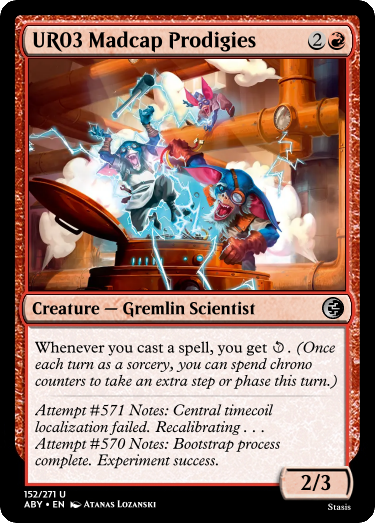 UR03 Madcap Prodigies 2
Creature — Gremlin Scientist
Whenever you cast a spell, you get . (Once
each turn as a sorcery, you can spend chrono
counters to take an extra step or phase this turn.)
Attempt #571 Notes: Central timecoil
localization failed. Recalibrating . . .
Attempt #570 Notes: Bootstrap process
complete. Experiment success.
2/3
152/271 U
ABY • EN Atanas Lozanski
Stasis